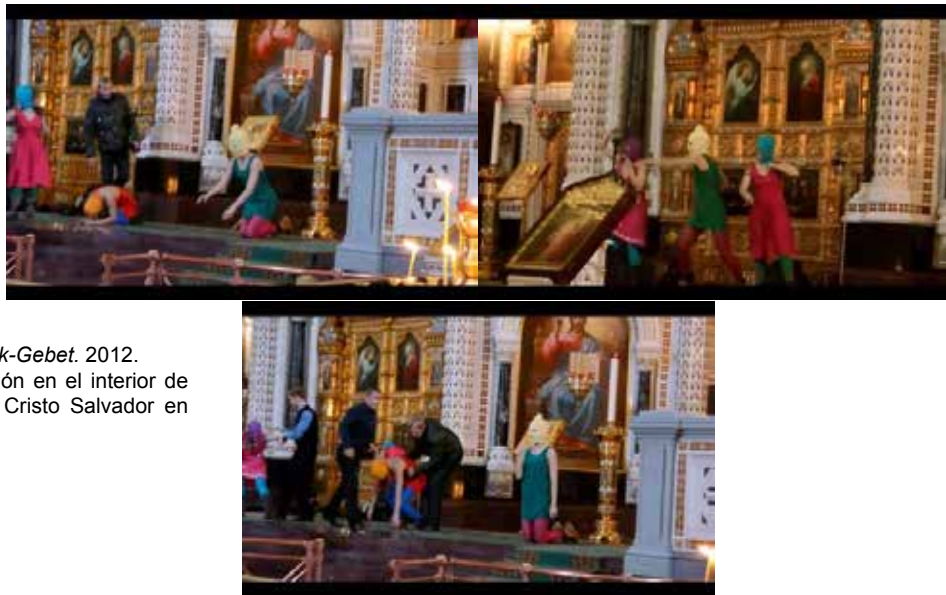 k-Gebet. 2012.
ón en el interior de
Cristo Salvador en